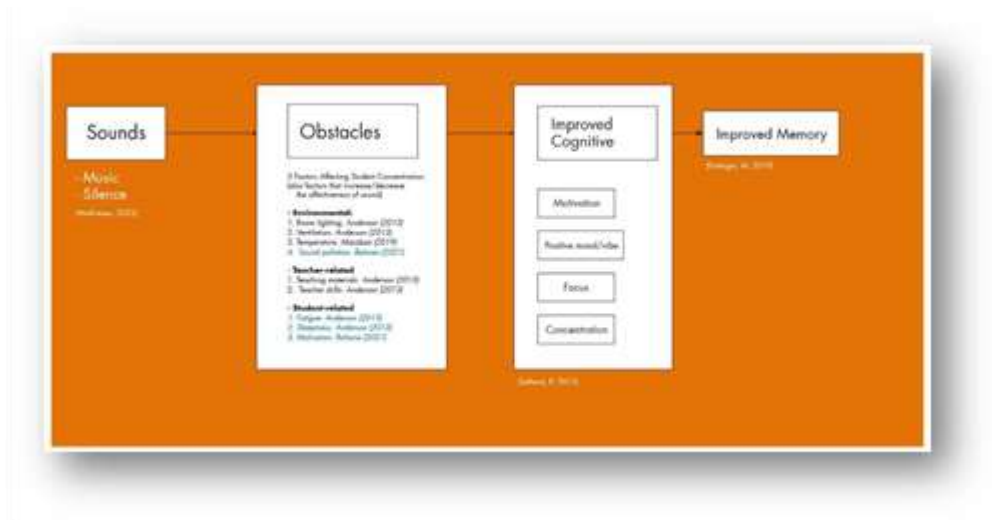 Sounds
- Music
- Silence
Obstacles
Factors Affecting Student Concentration
(also factors that increase/decrease
the effectiveness of sound)
- Environmental:
1. Room lighting. Anderson (2013)
2. Ventilation. Anderson (2013)
3. Temperature. (2019)
4. Sound pollution. (2021)
- Teacher-related
1. Teaching materials. Anderson (2013)
2. Teacher skills. Anderson (2013)
- Student-related
1. Fatigue. Anderson (2013)
2. Anderson (2013)
3. Motivation. (2021)
Improved
Cognitive
Motivation
Positive mood/vibe
Focus
Concentration
Improved Memory